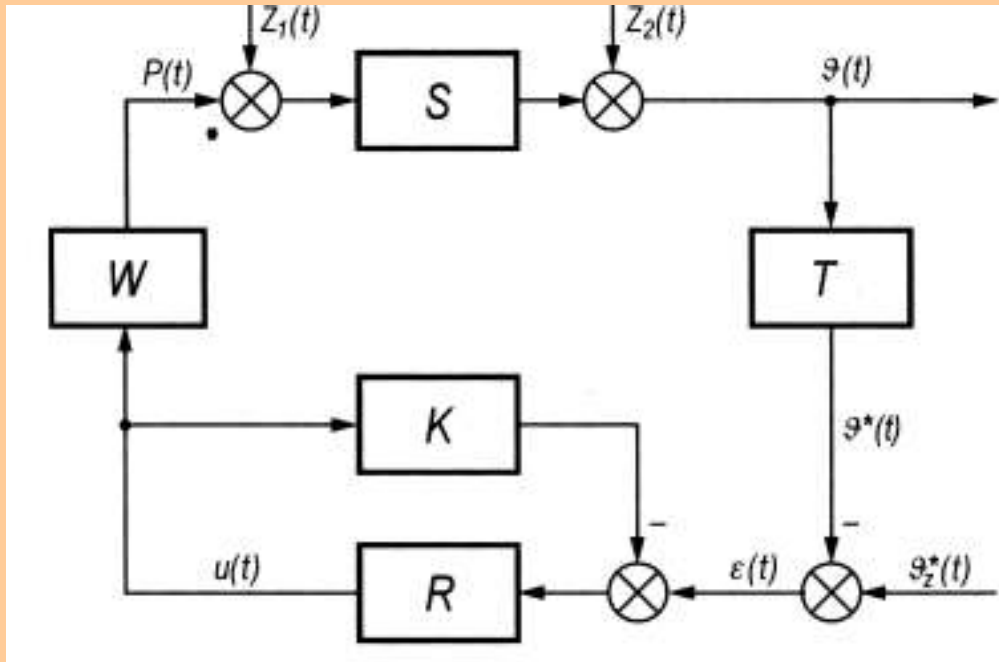 Z₁(t)
Z₂(t)
P(t)
ϑ(t)
S
W
T
K
ϑ*(t)
–
–
u(t)
R
ε(t)
ϑz*(t)